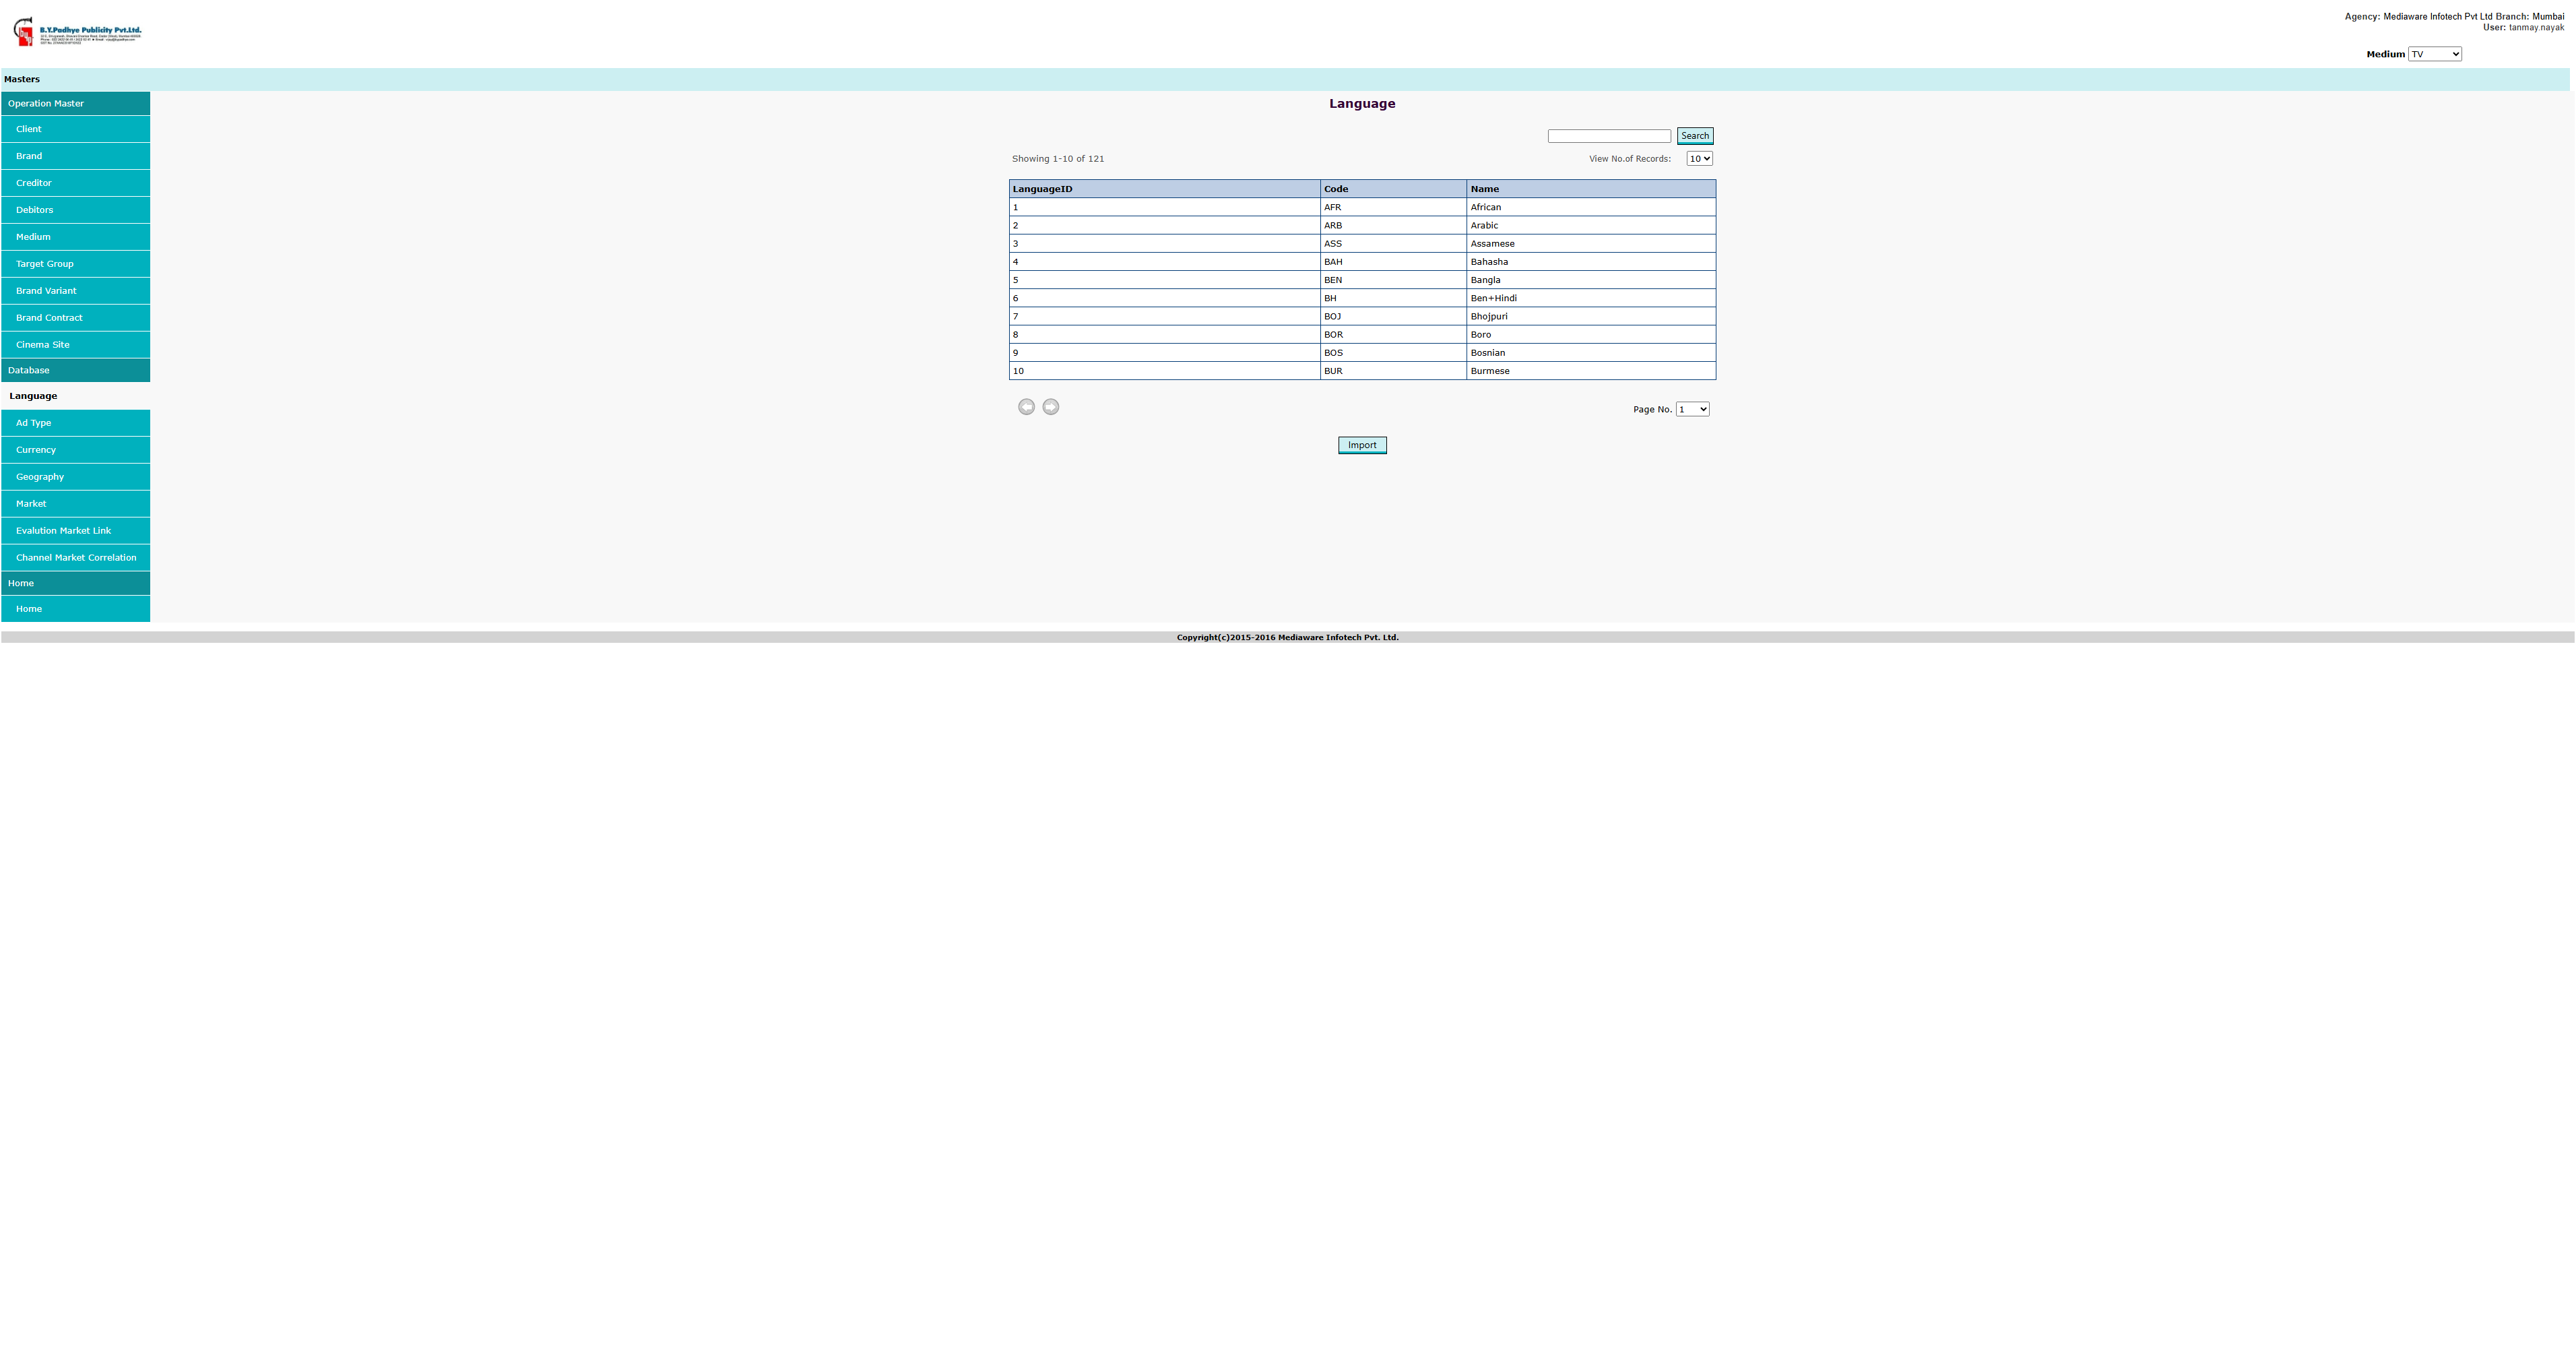 B.Y.Padhye Publicity Pvt.Ltd.
Agency: Mediaware Infotech Pvt Ltd Branch: Mumbai
User: tanmay.nayak
Medium TV
Masters
Operation Master
Client
Brand
Creditor
Debitors
Medium
Target Group
Brand Variant
Brand Contract
Cinema Site
Database
Language
Ad Type
Currency
Geography
Market
Evalution Market Link
Channel Market Correlation
Home
Home
Language
Search
Showing 1-10 of 121 View No.of Records: 10
LanguageID Code Name
1 AFR African
2 ARB Arabic
3 ASS Assamese
4 BAH Bahasha
5 BEN Bangla
6 BH Ben+Hindi
7 BOJ Bhojpuri
8 BOR Boro
9 BOS Bosnian
10 BUR Burmese
Page No. 1
Import
Copyright(c)2015-2016 Mediaware Infotech Pvt. Ltd.